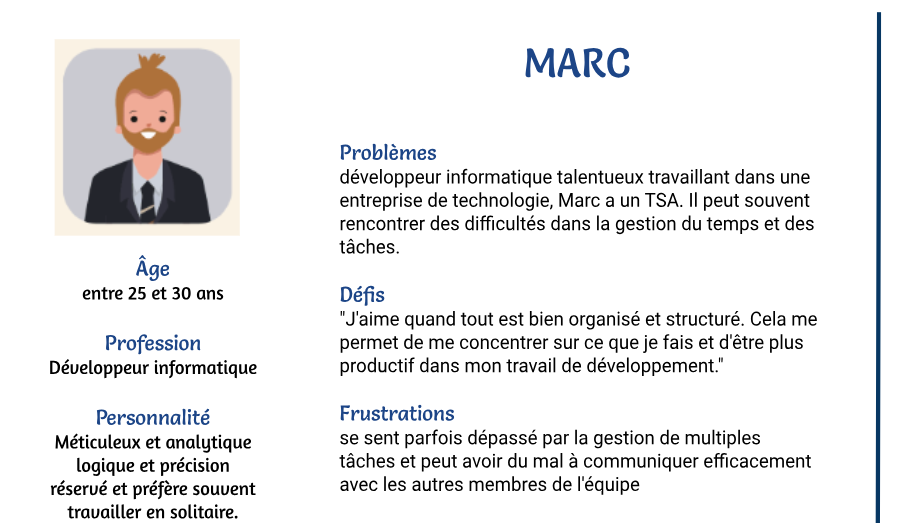 MARC
Âge
entre 25 et 30 ans
Profession
Développeur informatique
Personnalité
Méticuleux et analytique
logique et précision
réservé et préfère souvent
travailler en solitaire.
Problèmes
développeur informatique talentueux travaillant dans une
entreprise de technologie, Marc a un TSA. Il peut souvent
rencontrer des difficultés dans la gestion du temps et des
tâches.
Défis
"J'aime quand tout est bien organisé et structuré. Cela me
permet de me concentrer sur ce que je fais et d'être plus
productif dans mon travail de développement."
Frustrations
se sent parfois dépassé par la gestion de multiples
tâches et peut avoir du mal à communiquer efficacement
avec les autres membres de l'équipe